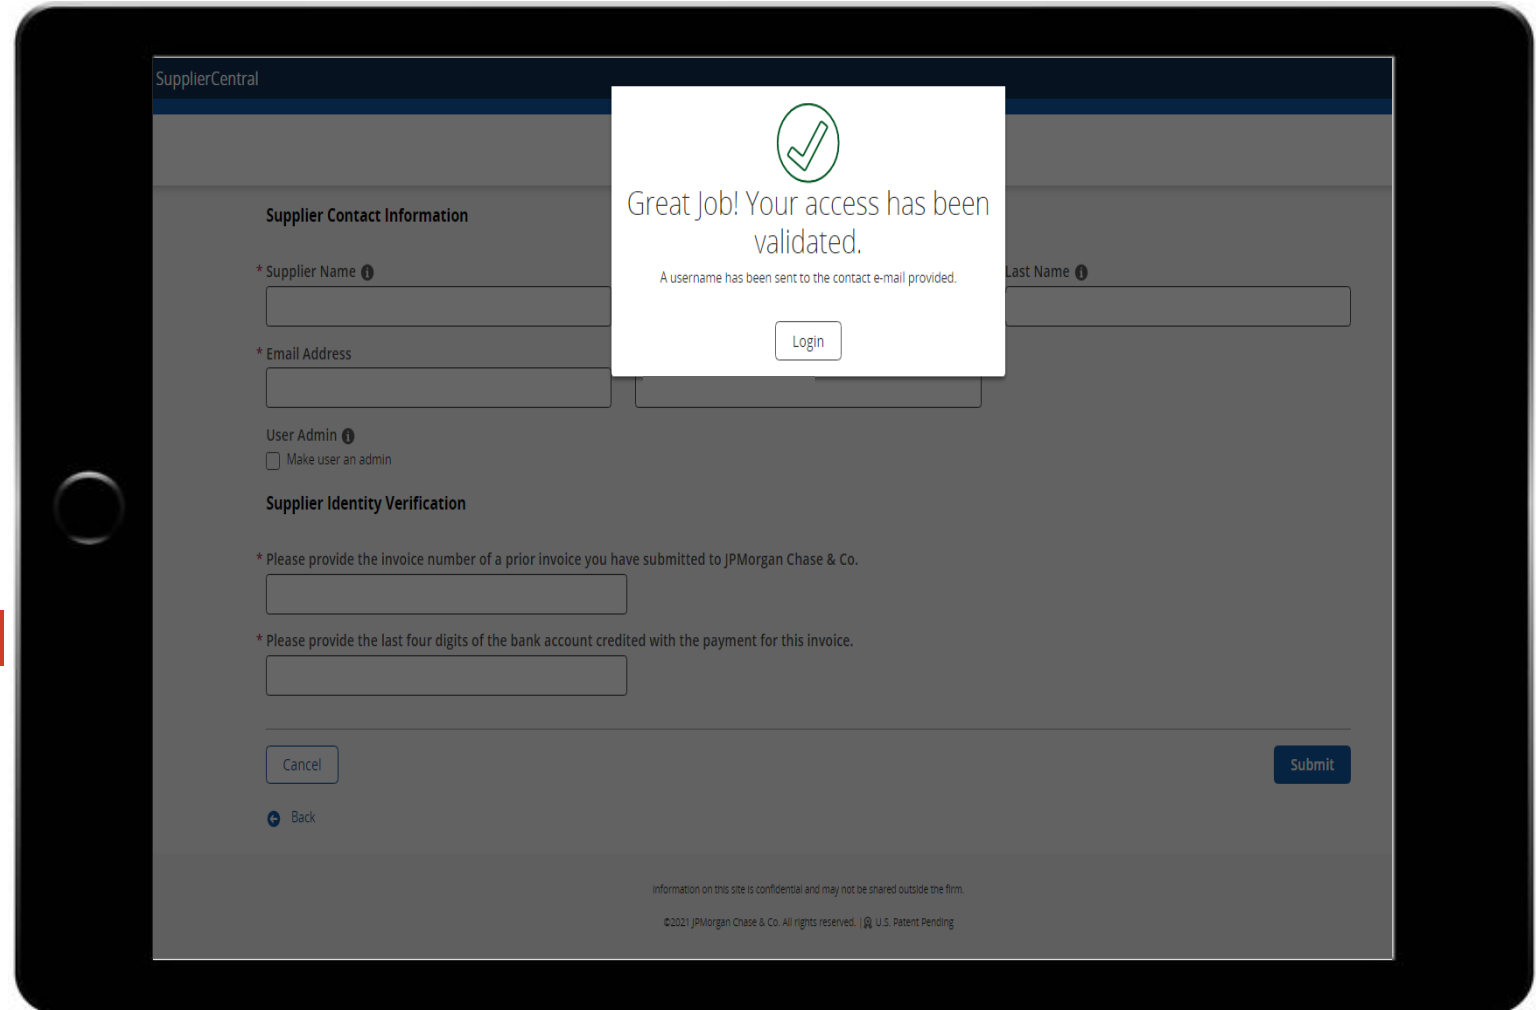 SupplierCentral
Great Job! Your access has been
validated.
A username has been sent to the contact e-mail provided.
Login
Supplier Contact Information
* Supplier Name
Last Name
* Email Address
User Admin
Make user an admin
Supplier Identity Verification
* Please provide the invoice number of a prior invoice you have submitted to JPMorgan Chase & Co.
* Please provide the last four digits of the bank account credited with the payment for this invoice.
Cancel
Submit
Back
Information on this site is confidential and may not be shared outside the firm.
©2021 JPMorgan Chase & Co. All rights reserved. | U.S. Patent Pending